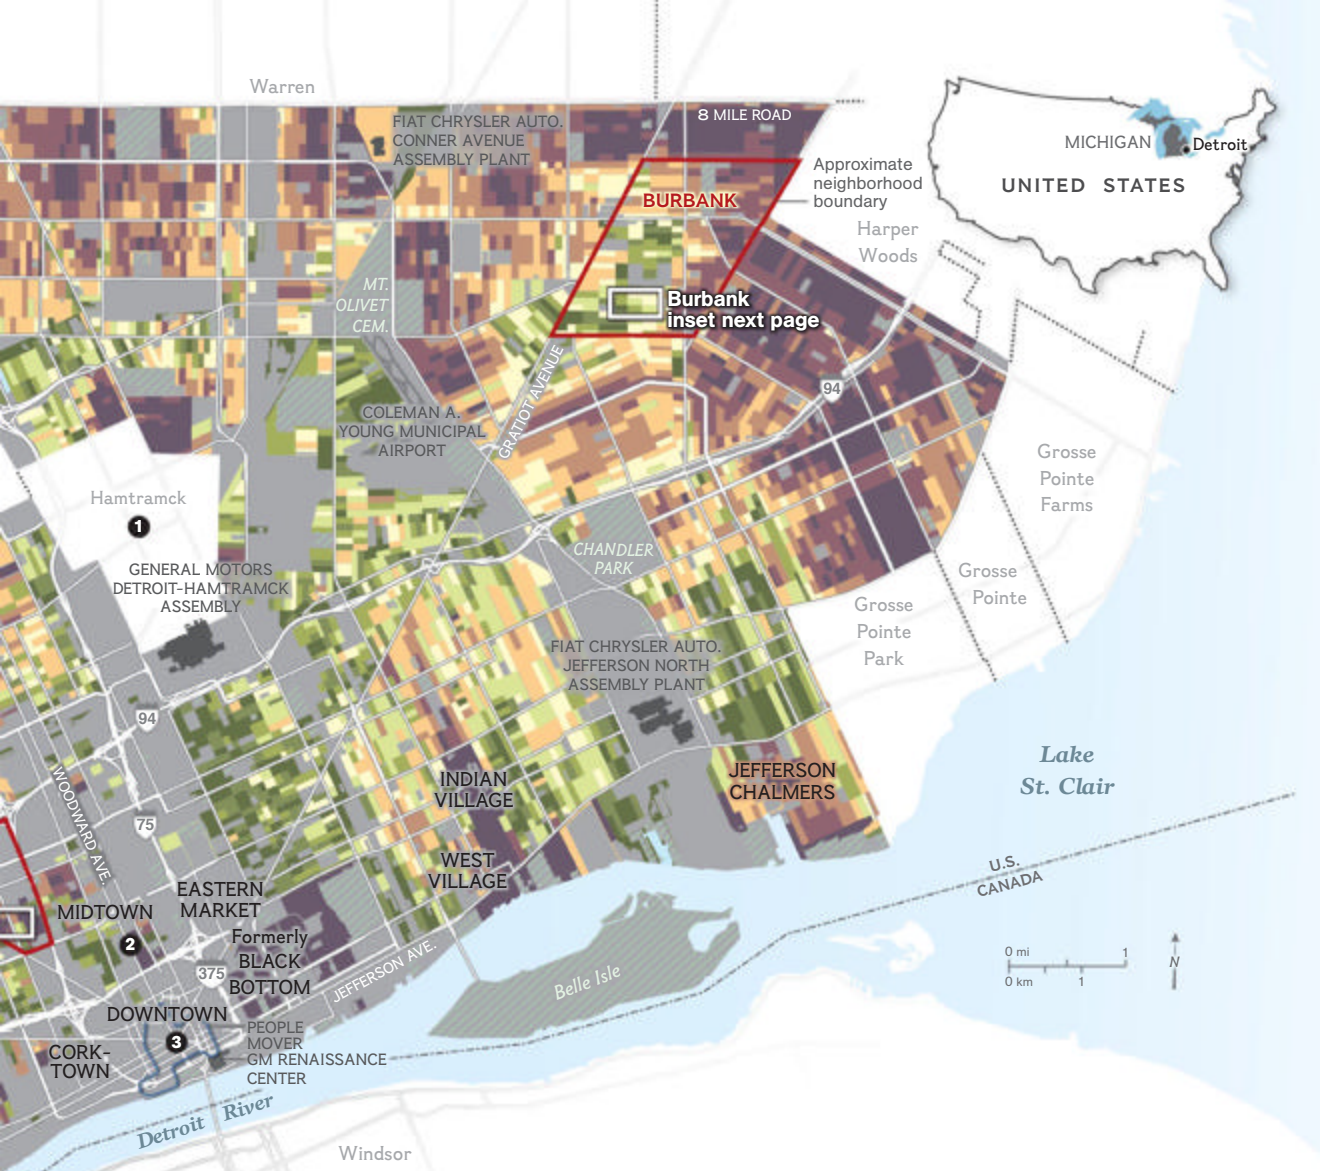 Warren
8 MILE ROAD
FIAT CHRYSLER AUTO.
CONNER AVENUE
ASSEMBLY PLANT
MICHIGAN
Detroit
UNITED STATES
Approximate
neighborhood
boundary
BURBANK
Harper
Woods
MT.
OLIVET
CEM.
Burbank
inset next page
94
GRATIOT AVENUE
COLEMAN A.
YOUNG MUNICIPAL
AIRPORT
Grosse
Pointe
Farms
Hamtramck
1
CHANDLER
PARK
GENERAL MOTORS
DETROIT-HAMTRAMCK
ASSEMBLY
Grosse
Pointe
Grosse
Pointe
Park
FIAT CHRYSLER AUTO.
JEFFERSON NORTH
ASSEMBLY PLANT
94
Lake
St. Clair
WOODWARD AVE.
75
INDIAN
VILLAGE
JEFFERSON
CHALMERS
WEST
VILLAGE
U.S.
CANADA
EASTERN
MARKET
MIDTOWN
2
Formerly
BLACK
BOTTOM
375
JEFFERSON AVE.
Belle Isle
0 mi 1
0 km 1
N
DOWNTOWN
3
PEOPLE
MOVER
GM RENAISSANCE
CENTER
CORK-
TOWN
Detroit River
Windsor